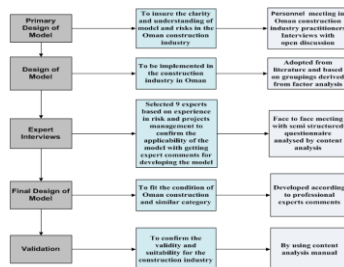 Primary
Design of
Model
To insure the clarity
and understanding of
model and risks in the
Oman construction
industry
Personnel meeting in
Oman construction
industry practitioners
Interviews with
open discussion
Design of
Model
To be implemented in
the construction
industry in Oman
Adopted from
literature and based
on groupings derived
from factor analysis
Expert
Interviews
Selected 9 experts
based on experience
in risk and projects
management to
confirm the
applicability of the
model with getting
expert comments for
developing the model
Face to face meeting
with semi structured
questionnaire
analysed by content
analysis
Final Design of
Model
To fit the condition of
Oman construction
and similar category
Developed according
to professional
experts comments
Validation
To confirm the
validity and
suitability for the
construction industry
By using content
analysis manual